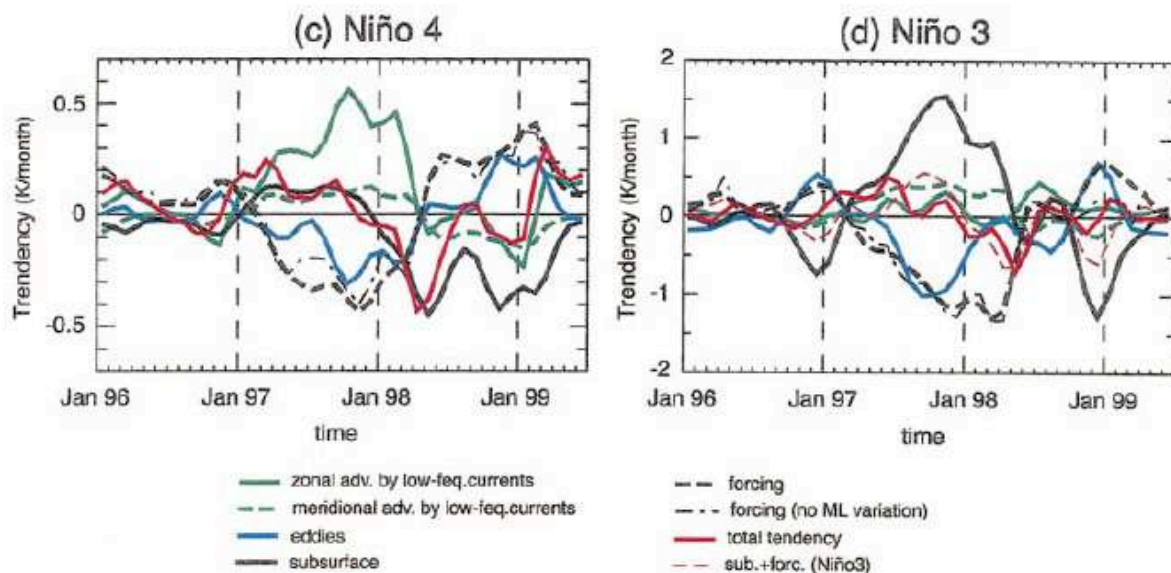 (c) Niño 4
(d) Niño 3
Trendency (K/month)
0.5
0
-0.5
Jan 96 Jan 97 Jan 98 Jan 99
time
Trendency (K/month)
2
1
0
-1
-2
Jan 96 Jan 97 Jan 98 Jan 99
time
zonal adv. by low-feq.currents
meridional adv. by low-feq.currents
eddies
subsurface
forcing
forcing (no ML variation)
total tendency
sub.+forc. (Niño3)